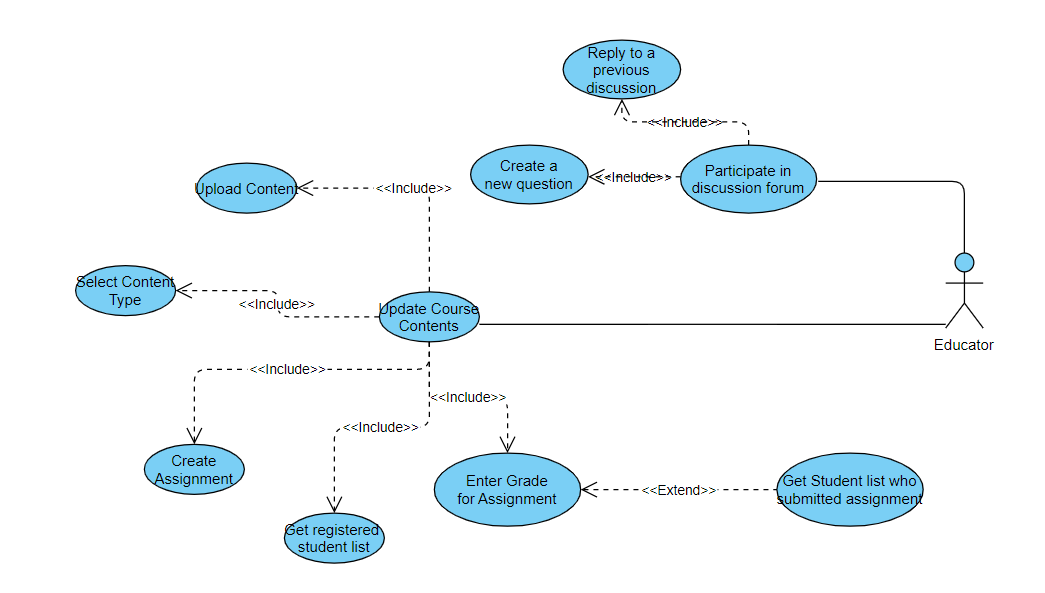 Reply to a
previous
discussion
<<Include>>
Create a
new question
<<Include>>
Participate in
discussion forum
Upload Content
<<Include>>
Select Content
Type
<<Include>>
Update Course
Contents
Educator
<<Include>>
<<Include>>
<<Include>>
Create
Assignment
Enter Grade
for Assignment
<<Extend>>
Get Student list who
submitted assignment
Get registered
student list